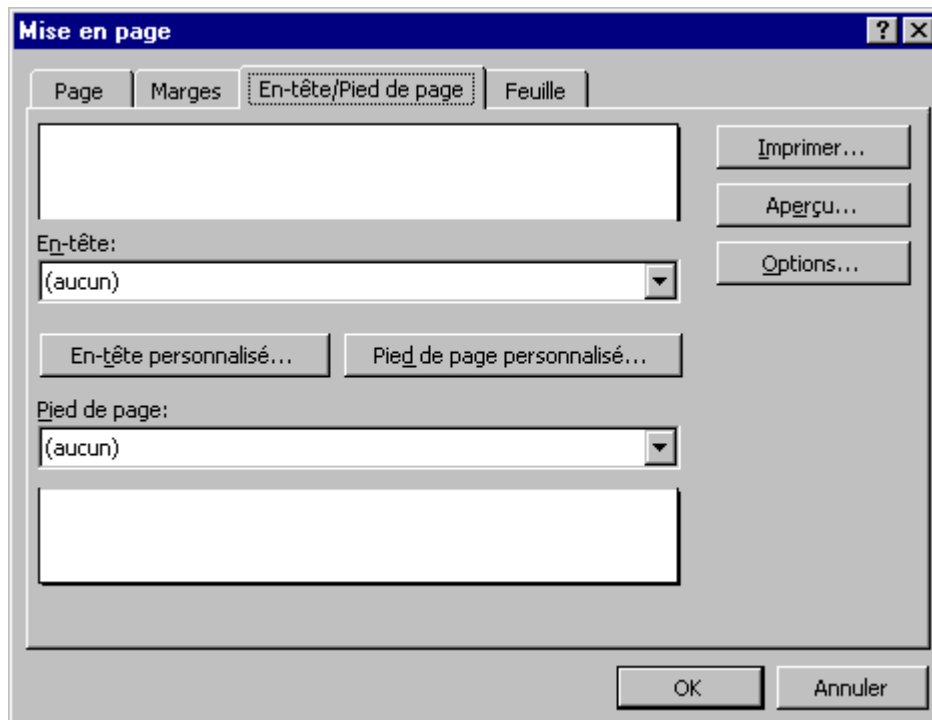 Mise en page
Page Marges En-tête/Pied de page Feuille
Imprimer...
Aperçu...
En-tête:
Options...
(aucun)
En-tête personnalisé... Pied de page personnalisé...
Pied de page:
(aucun)
OK Annuler